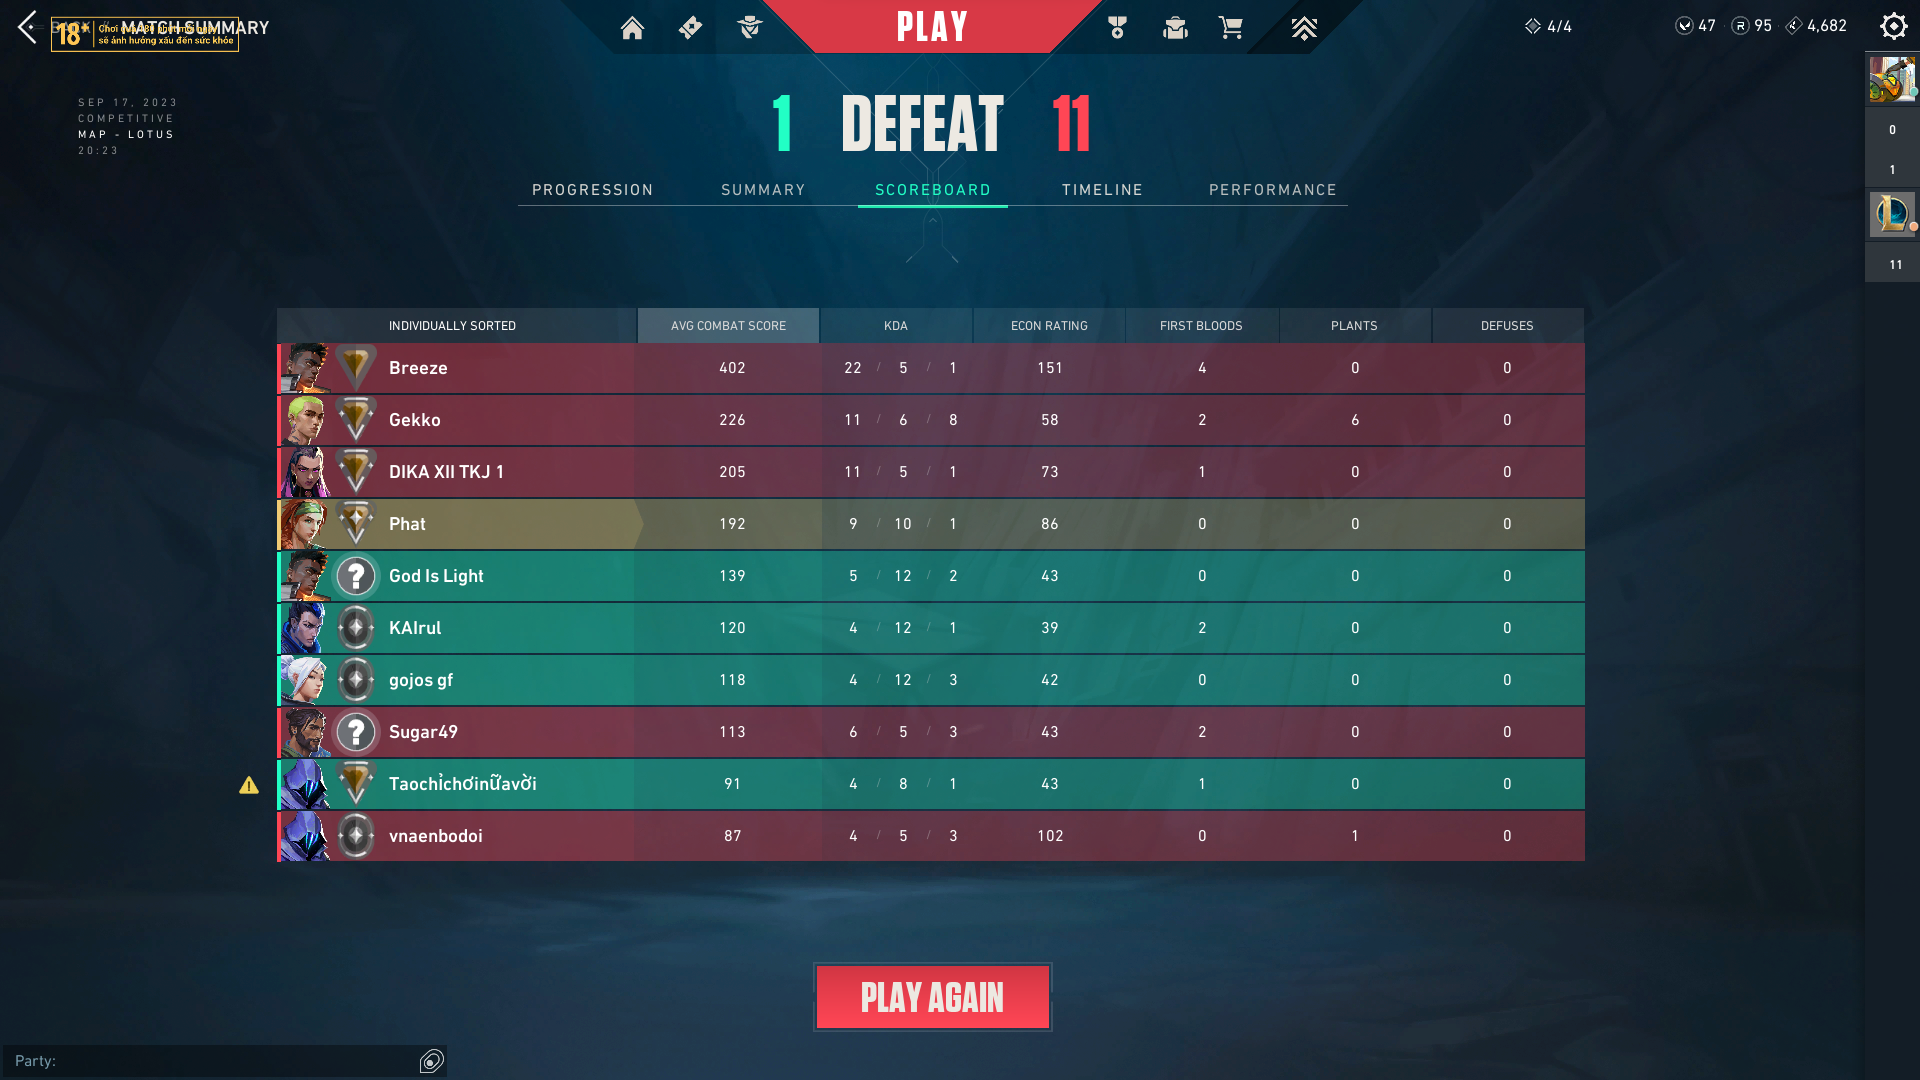 MATCH SUMMARY
18+
sẽ ảnh hưởng xấu đến sức khỏe
PLAY
4/4
47
R 95
4,682
SEP 17, 2023
COMPETITIVE
MAP - LOTUS
20:23
1 DEFEAT 11
PROGRESSION SUMMARY SCOREBOARD TIMELINE PERFORMANCE
0
1
L
11
INDIVIDUALLY SORTED AVG COMBAT SCORE KDA ECON RATING FIRST BLOODS PLANTS DEFUSES
Breeze 402 22 / 5 / 1 151 4 0 0
Gekko 226 11 / 6 / 8 58 2 6 0
DIKA XII TKJ 1 205 11 / 5 / 1 73 1 0 0
Phat 192 9 / 10 / 1 86 0 0 0
? God Is Light 139 5 / 12 / 2 43 0 0 0
KAIrul 120 4 / 12 / 1 39 2 0 0
gojos gf 118 4 / 12 / 3 42 0 0 0
? Sugar49 113 6 / 5 / 3 43 2 0 0
Taochỉchơinữavời 91 4 / 8 / 1 43 1 0 0
vnaenbodoi 87 4 / 5 / 3 102 0 1 0
PLAY AGAIN
Party: